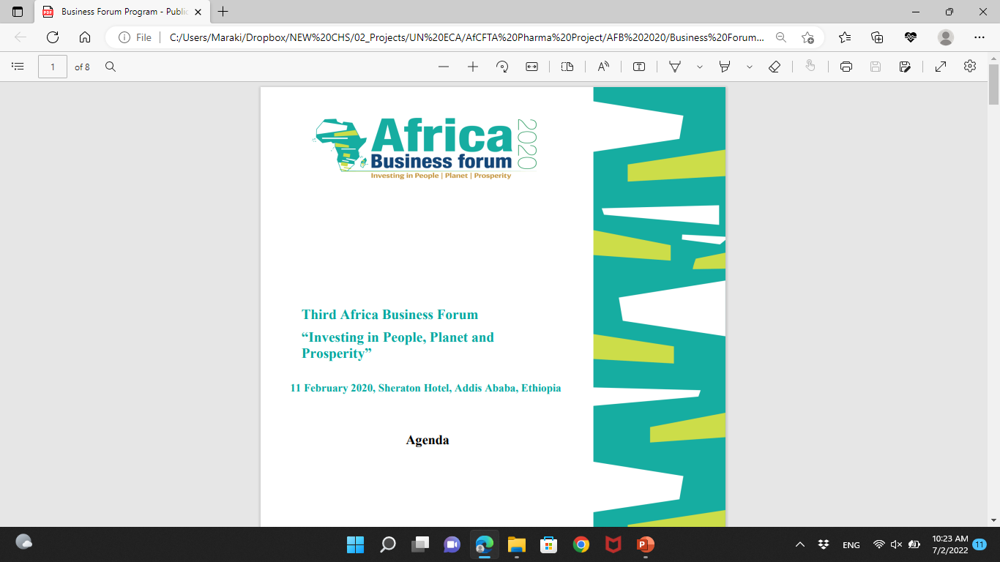 Business Forum Program - Public
File
C:/Users/Maraki/Dropbox/NEW%20CHS/02_Projects/UN%20ECA/AfCFTA%20Pharma%20Project/AFB%202020/Business%20Forum...
1 of 8
Africa
2020
Business forum
Investing in People | Planet | Prosperity
Third Africa Business Forum
“Investing in People, Planet and
Prosperity”
11 February 2020, Sheraton Hotel, Addis Ababa, Ethiopia
Agenda
ENG
10:23 AM
7/2/2022
11